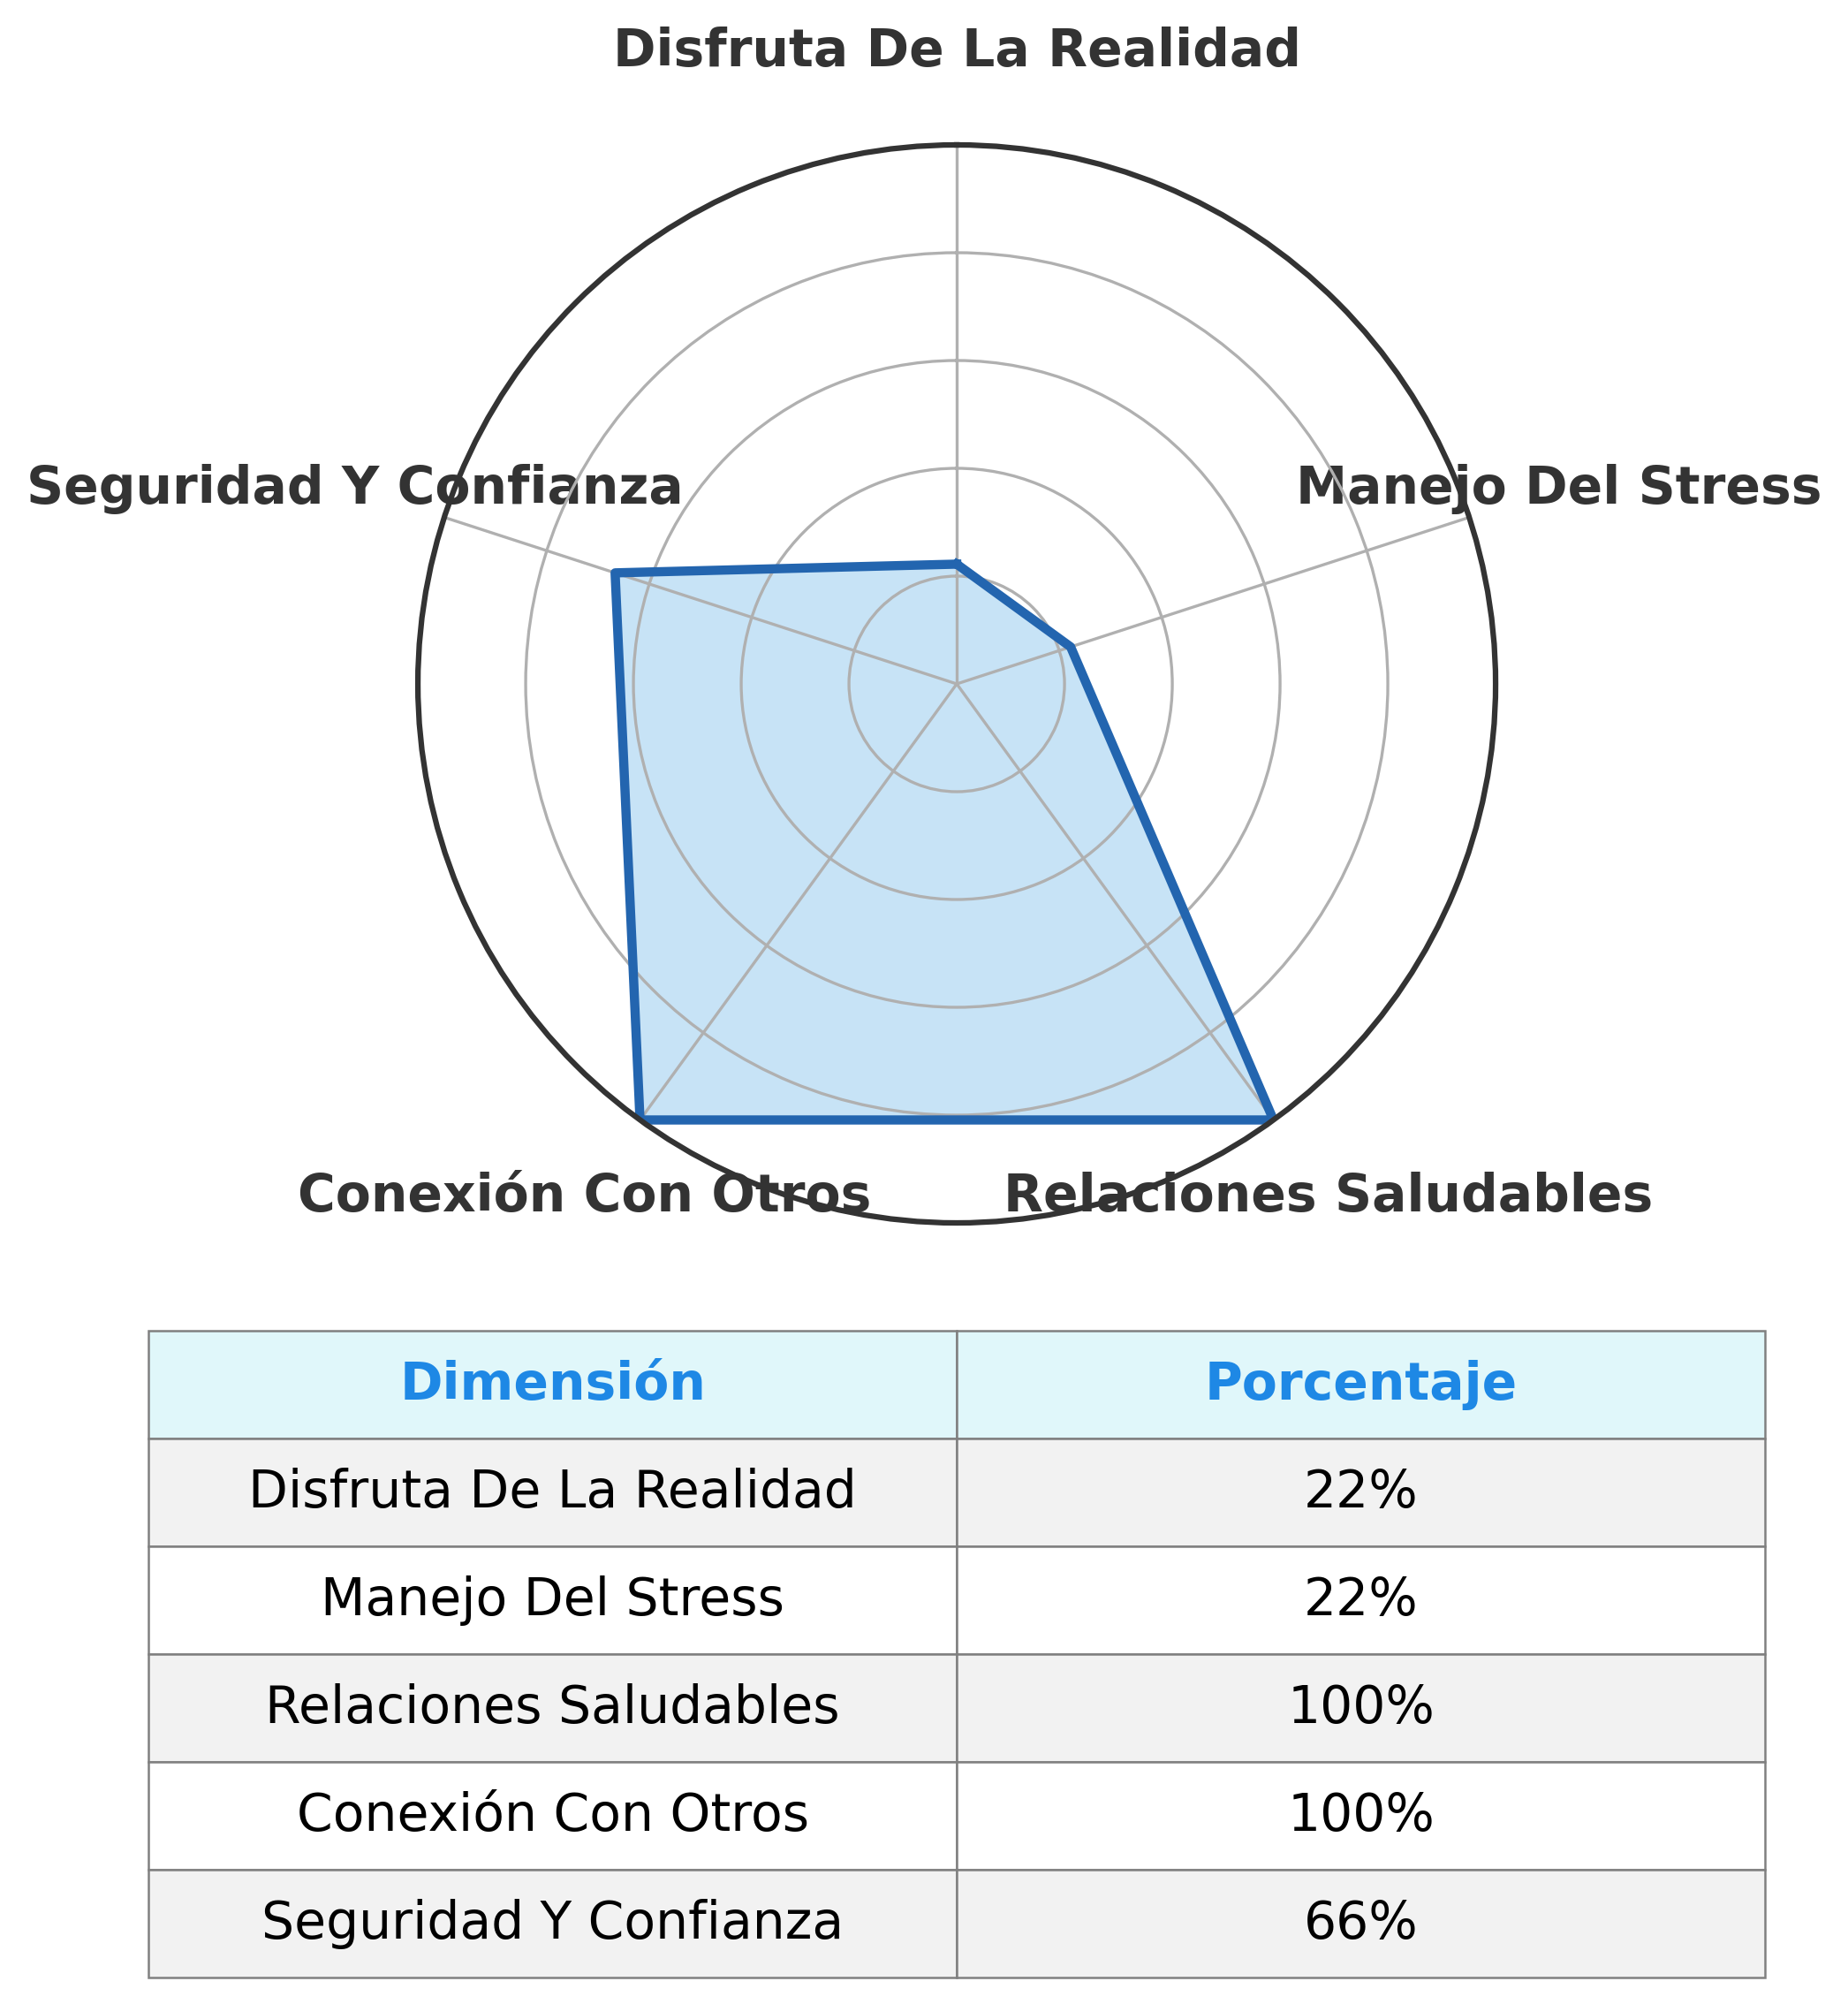 Disfruta De La Realidad
Seguridad Y Confianza
Manejo Del Stress
Conexión Con Otros
Relaciones Saludables
Dimensión Porcentaje
Disfruta De La Realidad 22%
Manejo Del Stress 22%
Relaciones Saludables 100%
Conexión Con Otros 100%
Seguridad Y Confianza 66%